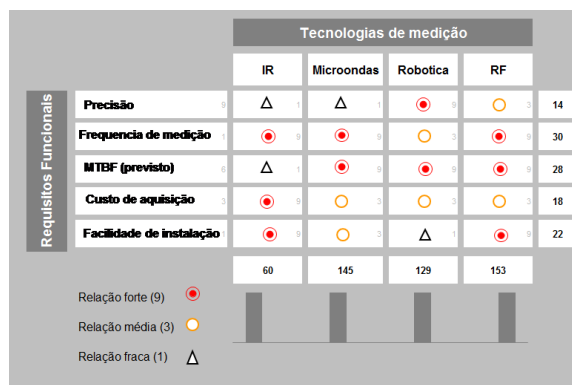 Tecnologias de medição
IR Microondas Robotica RF
Requisitos Funcionais
Precisão 9 1 1 9 3 14
Frequencia de medição 1 9 9 3 9 30
MTBF (previsto) 6 1 9 9 9 28
Custo de aquisição 3 9 3 3 3 18
Facilidade de instalação 1 9 3 1 9 22
60 145 129 153
Relação forte (9)
Relação média (3)
Relação fraca (1)